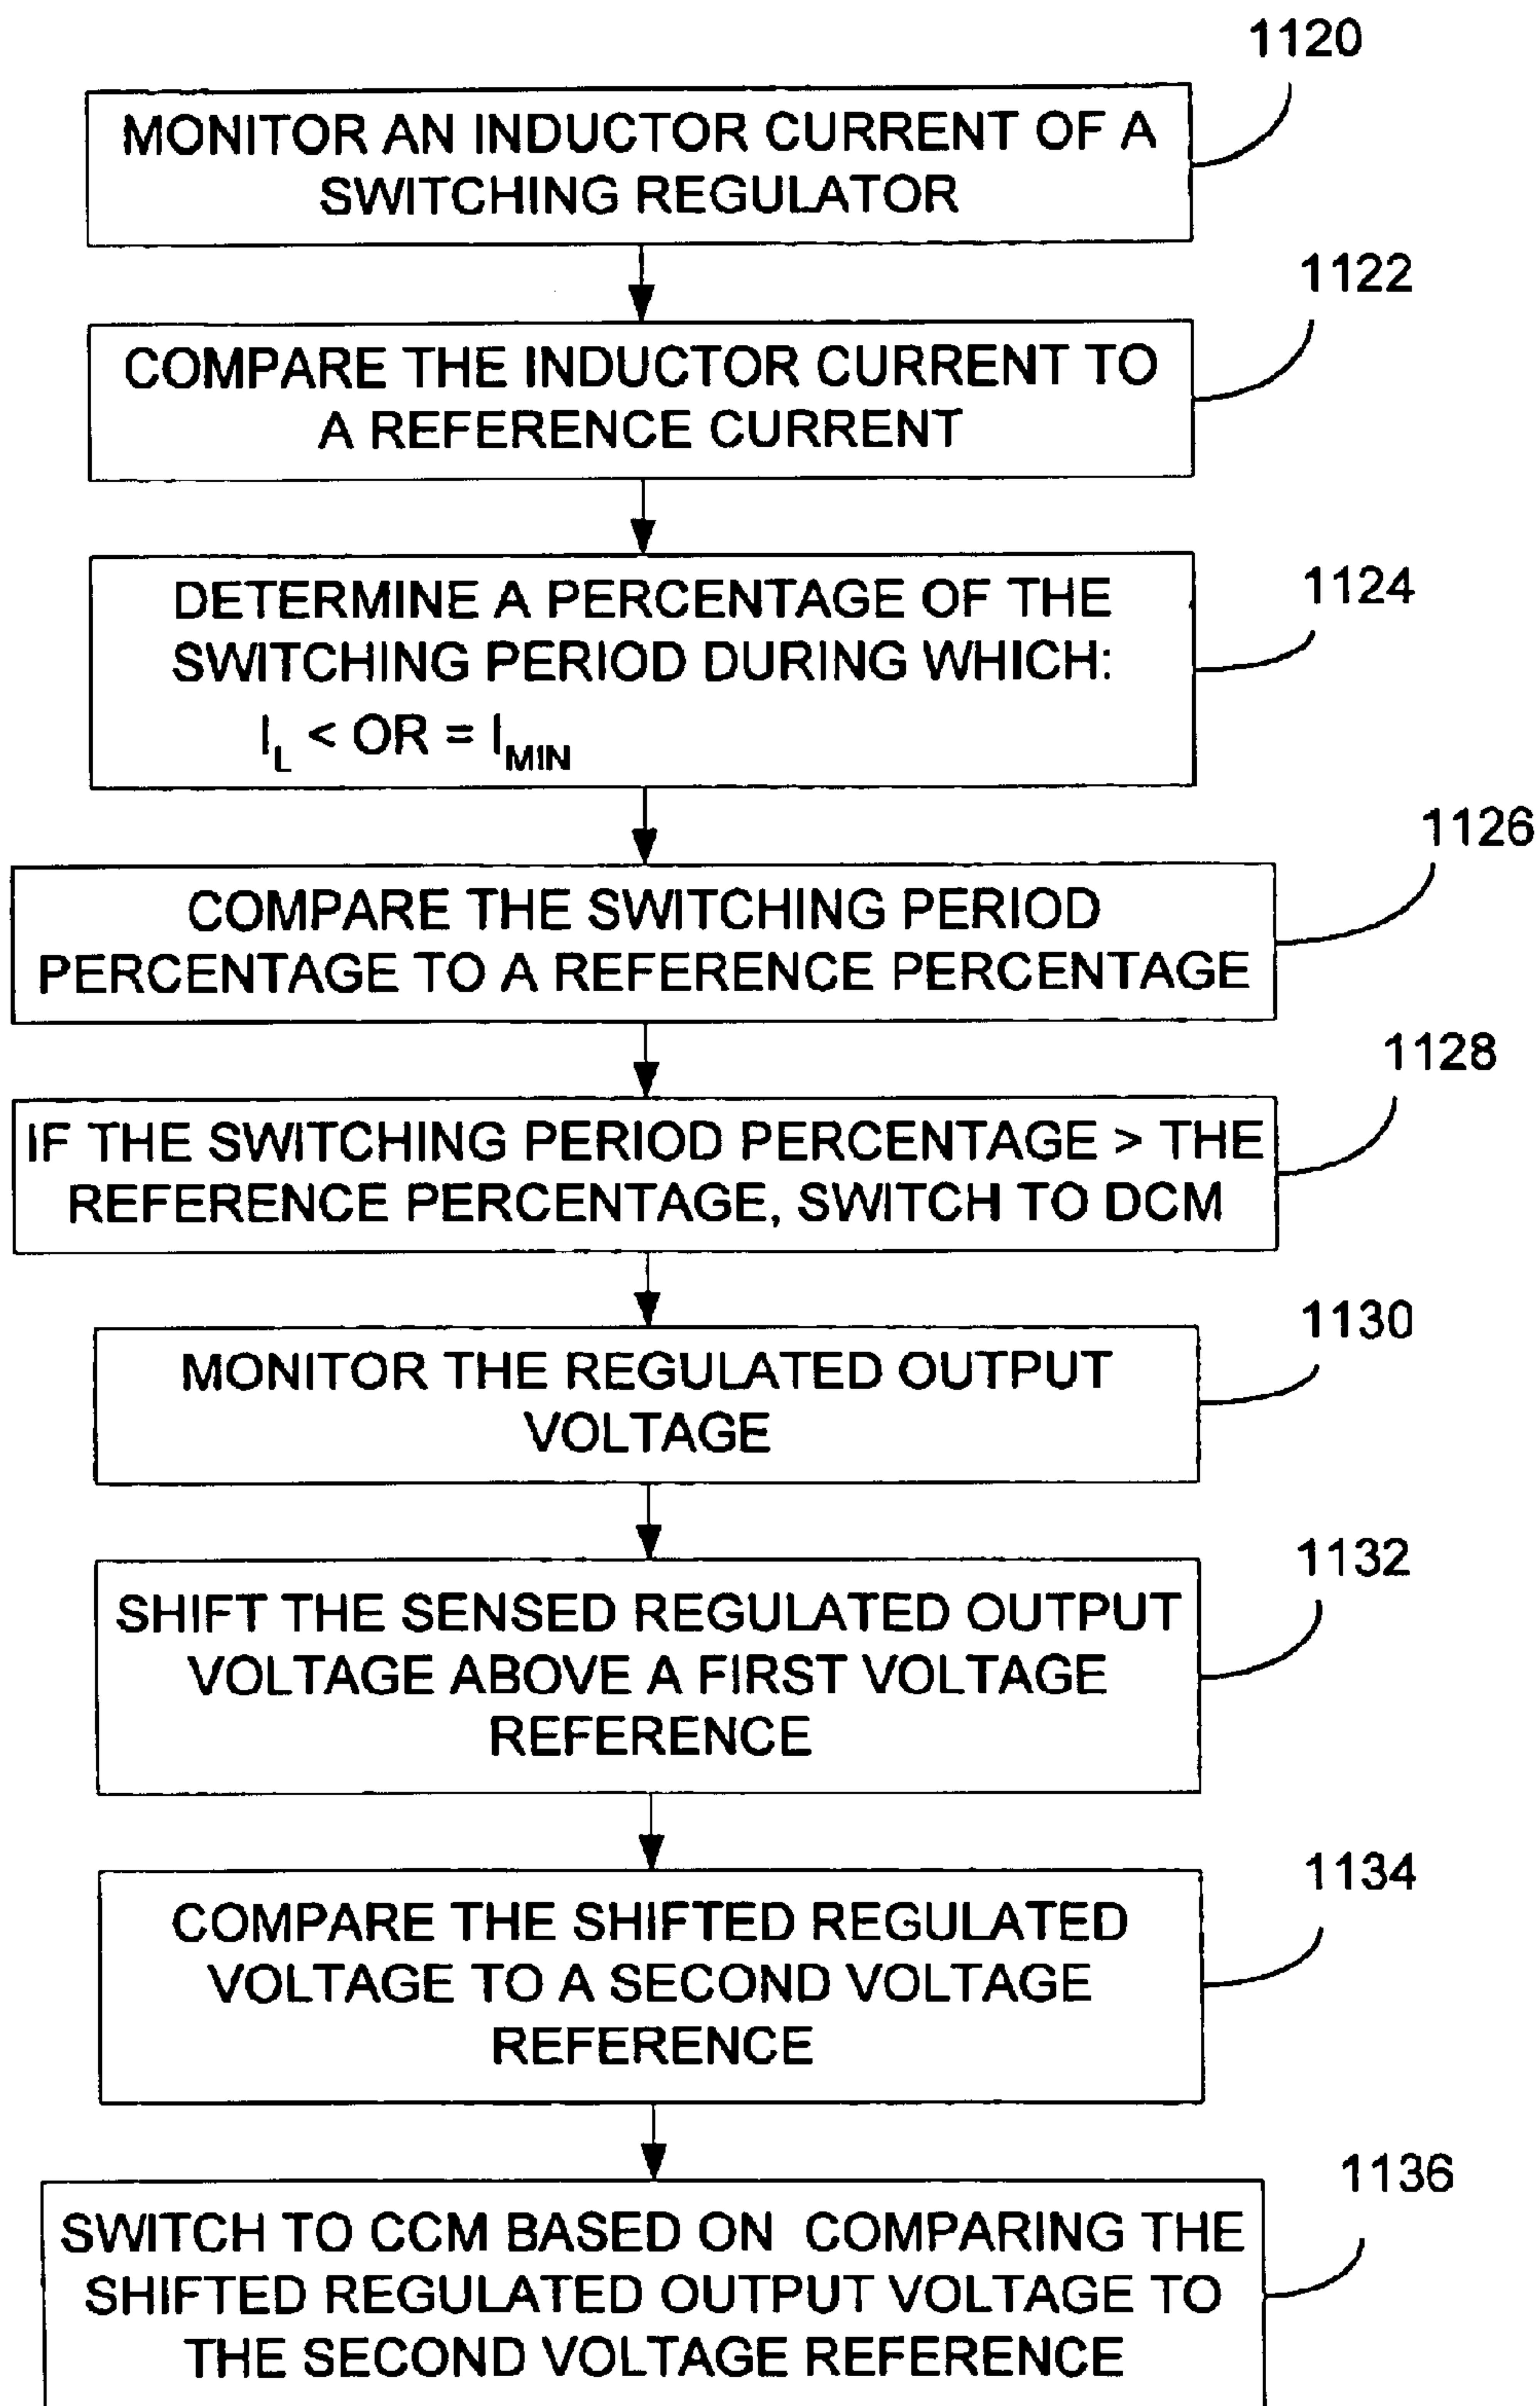 1120
MONITOR AN INDUCTOR CURRENT OF A
SWITCHING REGULATOR
1122
COMPARE THE INDUCTOR CURRENT TO
A REFERENCE CURRENT
1124
DETERMINE A PERCENTAGE OF THE
SWITCHING PERIOD DURING WHICH:
I_L < OR = I_MIN
1126
COMPARE THE SWITCHING PERIOD
PERCENTAGE TO A REFERENCE PERCENTAGE
1128
IF THE SWITCHING PERIOD PERCENTAGE > THE
REFERENCE PERCENTAGE, SWITCH TO DCM
1130
MONITOR THE REGULATED OUTPUT
VOLTAGE
1132
SHIFT THE SENSED REGULATED OUTPUT
VOLTAGE ABOVE A FIRST VOLTAGE
REFERENCE
1134
COMPARE THE SHIFTED REGULATED
VOLTAGE TO A SECOND VOLTAGE
REFERENCE
1136
SWITCH TO CCM BASED ON COMPARING THE
SHIFTED REGULATED OUTPUT VOLTAGE TO
THE SECOND VOLTAGE REFERENCE